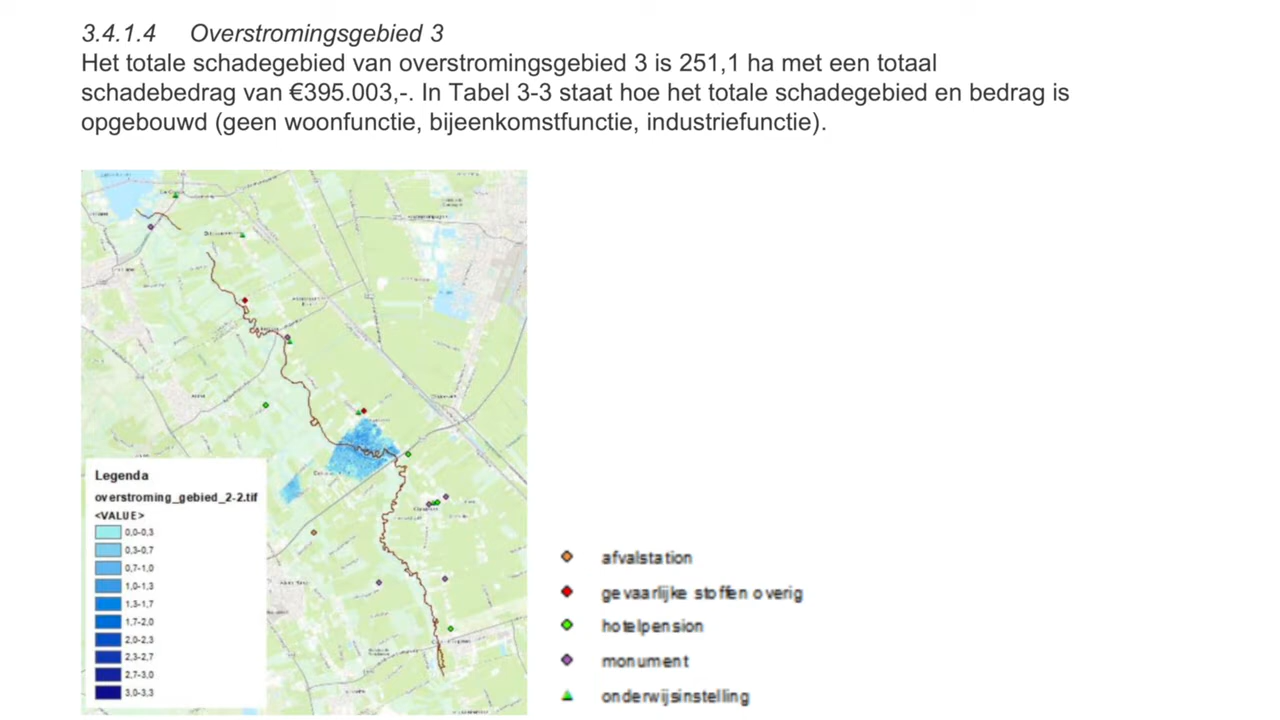 3.4.1.4 Overstromingsgebied 3
Het totale schadegebied van overstromingsgebied 3 is 251,1 ha met een totaal
schadebedrag van €395.003,-. In Tabel 3-3 staat hoe het totale schadegebied en bedrag is
opgebouwd (geen woonfunctie, bijeenkomstfunctie, industriefunctie).
Legenda
overstroming_gebied_2-2.tif
<VALUE>
0,0-0,3
0,3-0,7
0,7-1,0
1,0-1,3
1,3-1,7
1,7-2,0
2,0-2,3
2,3-2,7
2,7-3,0
3,0-3,3
afvalstation
gevaarlijke stoffen overig
hotelpension
monument
onderwijsinstelling